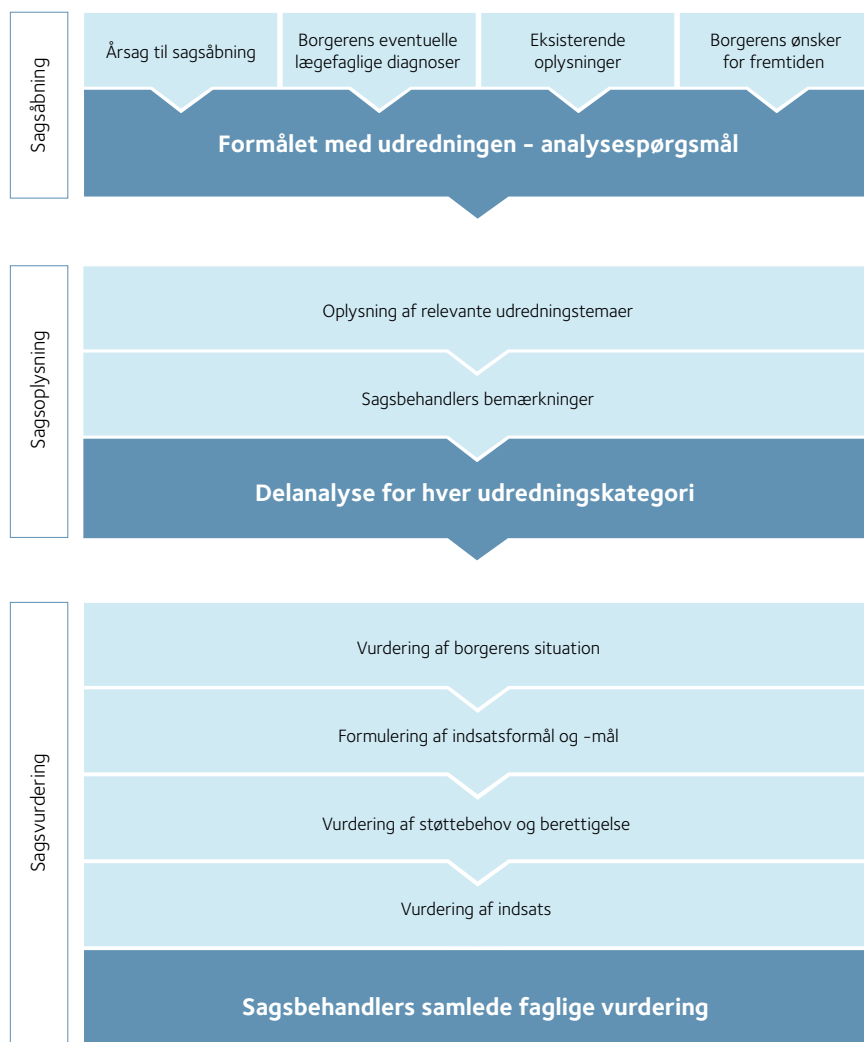 Sagsåbning
Årsag til sagsåbning
Borgerens eventuelle
lægefaglige diagnoser
Eksisterende
oplysninger
Borgerens ønsker
for fremtiden
Formålet med udredningen – analysespørgsmål
Sagsoplysning
Oplysning af relevante udredningstemaer
Sagsbehandlers bemærkninger
Delanalyse for hver udredningskategori
Sagsvurdering
Vurdering af borgerens situation
Formulering af indsatsformål og -mål
Vurdering af støttebehov og berettigelse
Vurdering af indsats
Sagsbehandlers samlede faglige vurdering